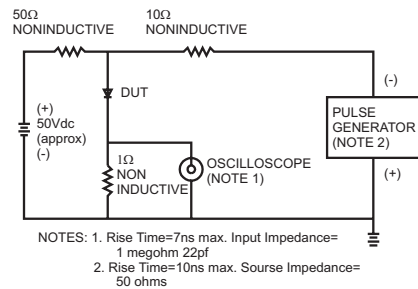 50Ω
NONINDUCTIVE
10Ω
NONINDUCTIVE
DUT
(+)
50Vdc
(approx)
(-)
1Ω
NON
INDUCTIVE
OSCILLOSCOPE
(NOTE 1)
(-)
PULSE
GENERATOR
(NOTE 2)
(+)
NOTES: 1. Rise Time=7ns max. Input Impedance=
1 megohm 22pf
2. Rise Time=10ns max. Sourse Impedance=
50 ohms